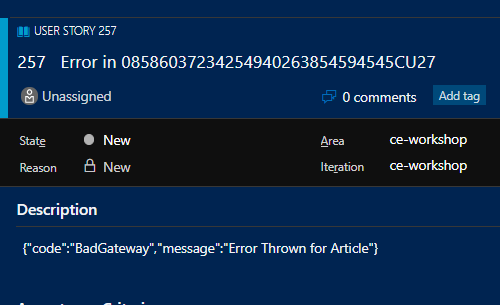 USER STORY 257
257 Error in 08586037234254940263854594545CU27
Unassigned
0 comments
Add tag
State
New
Area
ce-workshop
Reason
New
Iteration
ce-workshop
Description
{"code":"BadGateway","message":"Error Thrown for Article"}